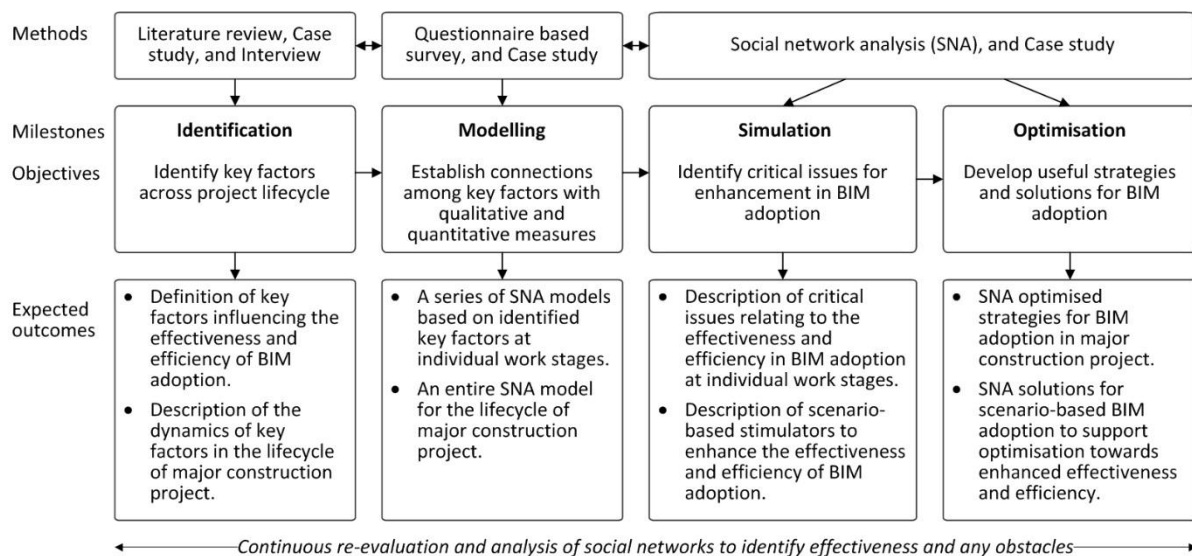 Methods
Literature review, Case
study, and Interview
Questionnaire based
survey, and Case study
Social network analysis (SNA), and Case study
Milestones
Objectives
Identification
Identify key factors
across project lifecycle
Modelling
Establish connections
among key factors with
qualitative and
quantitative measures
Simulation
Identify critical issues for
enhancement in BIM
adoption
Optimisation
Develop useful strategies
and solutions for BIM
adoption
Expected
outcomes
• Definition of key
factors influencing the
effectiveness and
efficiency of BIM
adoption.
• Description of the
dynamics of key
factors in the lifecycle
of major construction
project.
• A series of SNA models
based on identified
key factors at
individual work stages.
• An entire SNA model
for the lifecycle of
major construction
project.
• Description of critical
issues relating to the
effectiveness and
efficiency in BIM adoption
at individual work stages.
• Description of scenario-
based stimulators to
enhance the effectiveness
and efficiency of BIM
adoption.
• SNA optimised
strategies for BIM
adoption in major
construction project.
• SNA solutions for
scenario-based BIM
adoption to support
optimisation towards
enhanced effectiveness
and efficiency.
Continuous re-evaluation and analysis of social networks to identify effectiveness and any obstacles